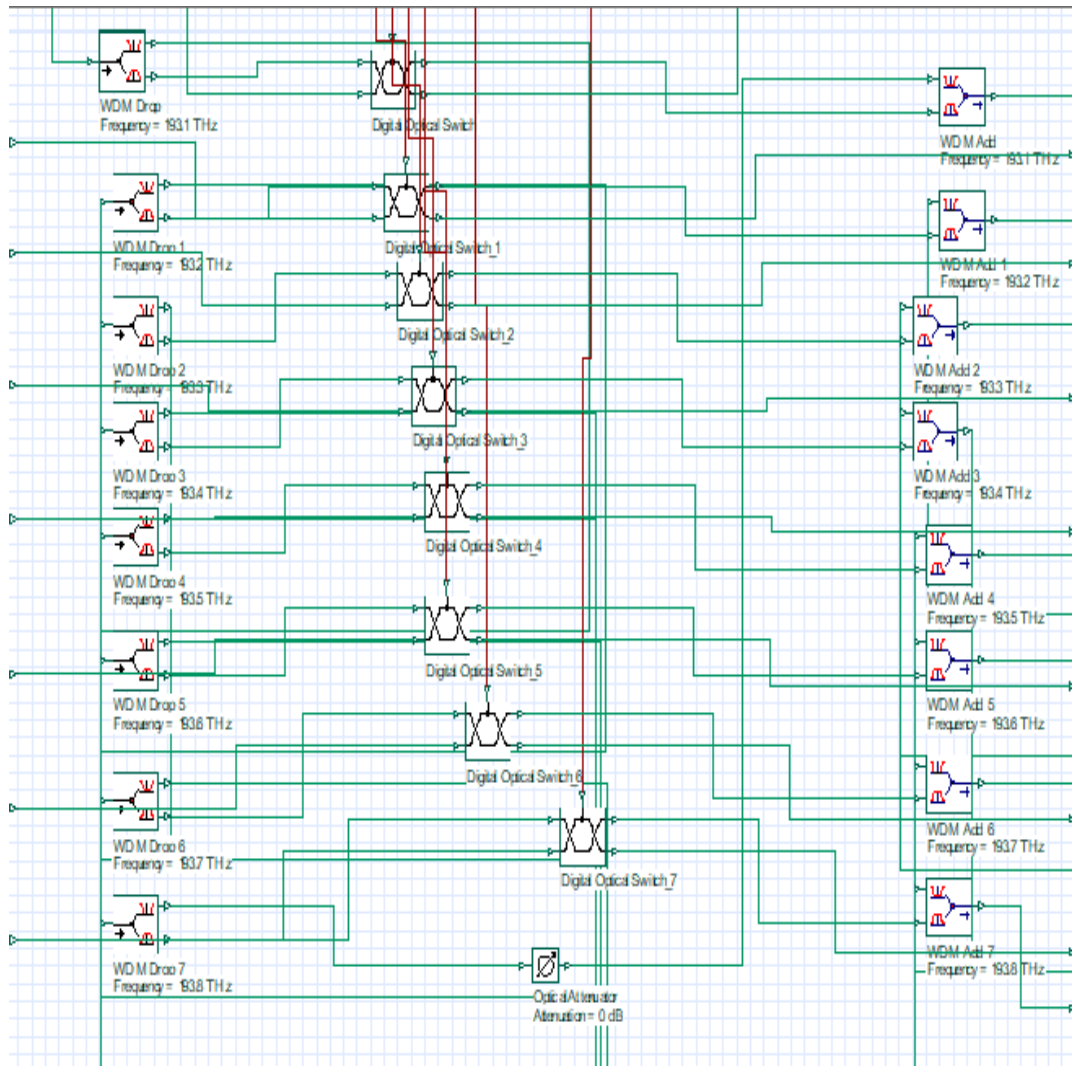 WDM Drop
Frequency = 193.1 THz
Digital Optical Switch
WDM Add
Frequency = 193.1 THz
WDM Drop 1
Frequency = 193.2 THz
Digital Optical Switch_1
WDM Add 1
Frequency = 193.2 THz
WDM Drop 2
Frequency = 193.3 THz
Digital Optical Switch_2
WDM Add 2
Frequency = 193.3 THz
WDM Drop 3
Frequency = 193.4 THz
Digital Optical Switch_3
WDM Add 3
Frequency = 193.4 THz
WDM Drop 4
Frequency = 193.5 THz
Digital Optical Switch_4
WDM Add 4
Frequency = 193.5 THz
WDM Drop 5
Frequency = 193.6 THz
Digital Optical Switch_5
WDM Add 5
Frequency = 193.6 THz
WDM Drop 6
Frequency = 193.7 THz
Digital Optical Switch_6
WDM Add 6
Frequency = 193.7 THz
Digital Optical Switch_7
WDM Drop 7
Frequency = 193.8 THz
WDM Add 7
Frequency = 193.8 THz
Optical Attenuator
Attenuation = 0 dB